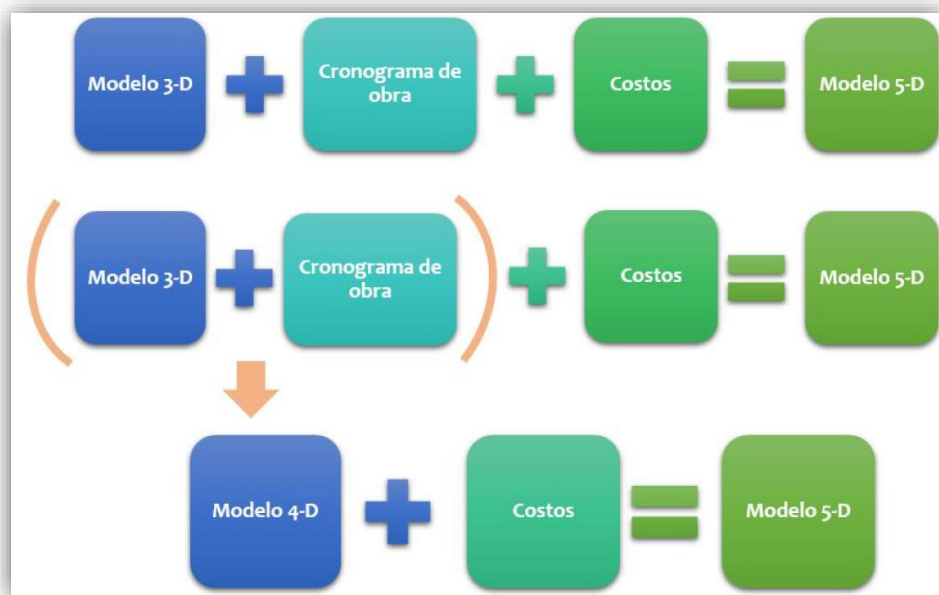 Modelo 3-D
Cronograma de
obra
Costos
Modelo 5-D
Modelo 3-D
Cronograma de
obra
Costos
Modelo 5-D
Modelo 4-D
Costos
Modelo 5-D